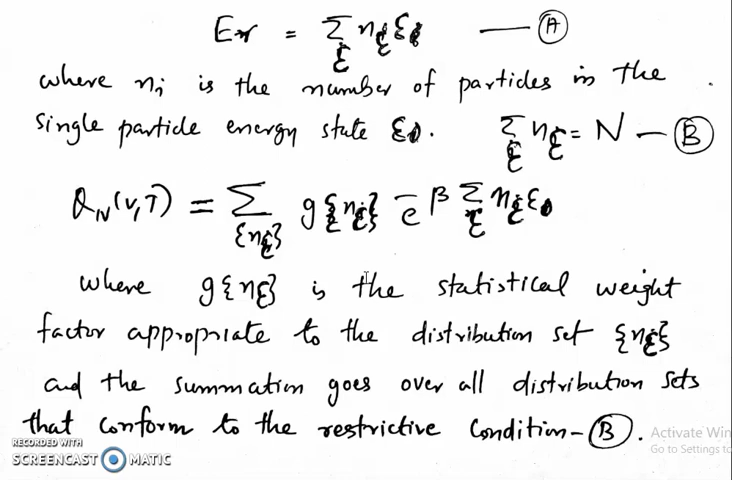 Er = Σ_ε n_ε ε — Ⓐ
where n_i is the number of particles in the
single particle energy state ε. Σ_ε n_ε = N — Ⓑ
Q_N(V,T) = Σ_{n_ε} g{n_ε} e^-β Σ_ε n_ε ε
where g{n_ε} is the statistical weight
factor appropriate to the distribution set {n_ε}
and the summation goes over all distribution sets
that conform to the restrictive condition - Ⓑ.
Activate Win
Go to Settings to
RECORDED WITH
SCREENCAST MATIC